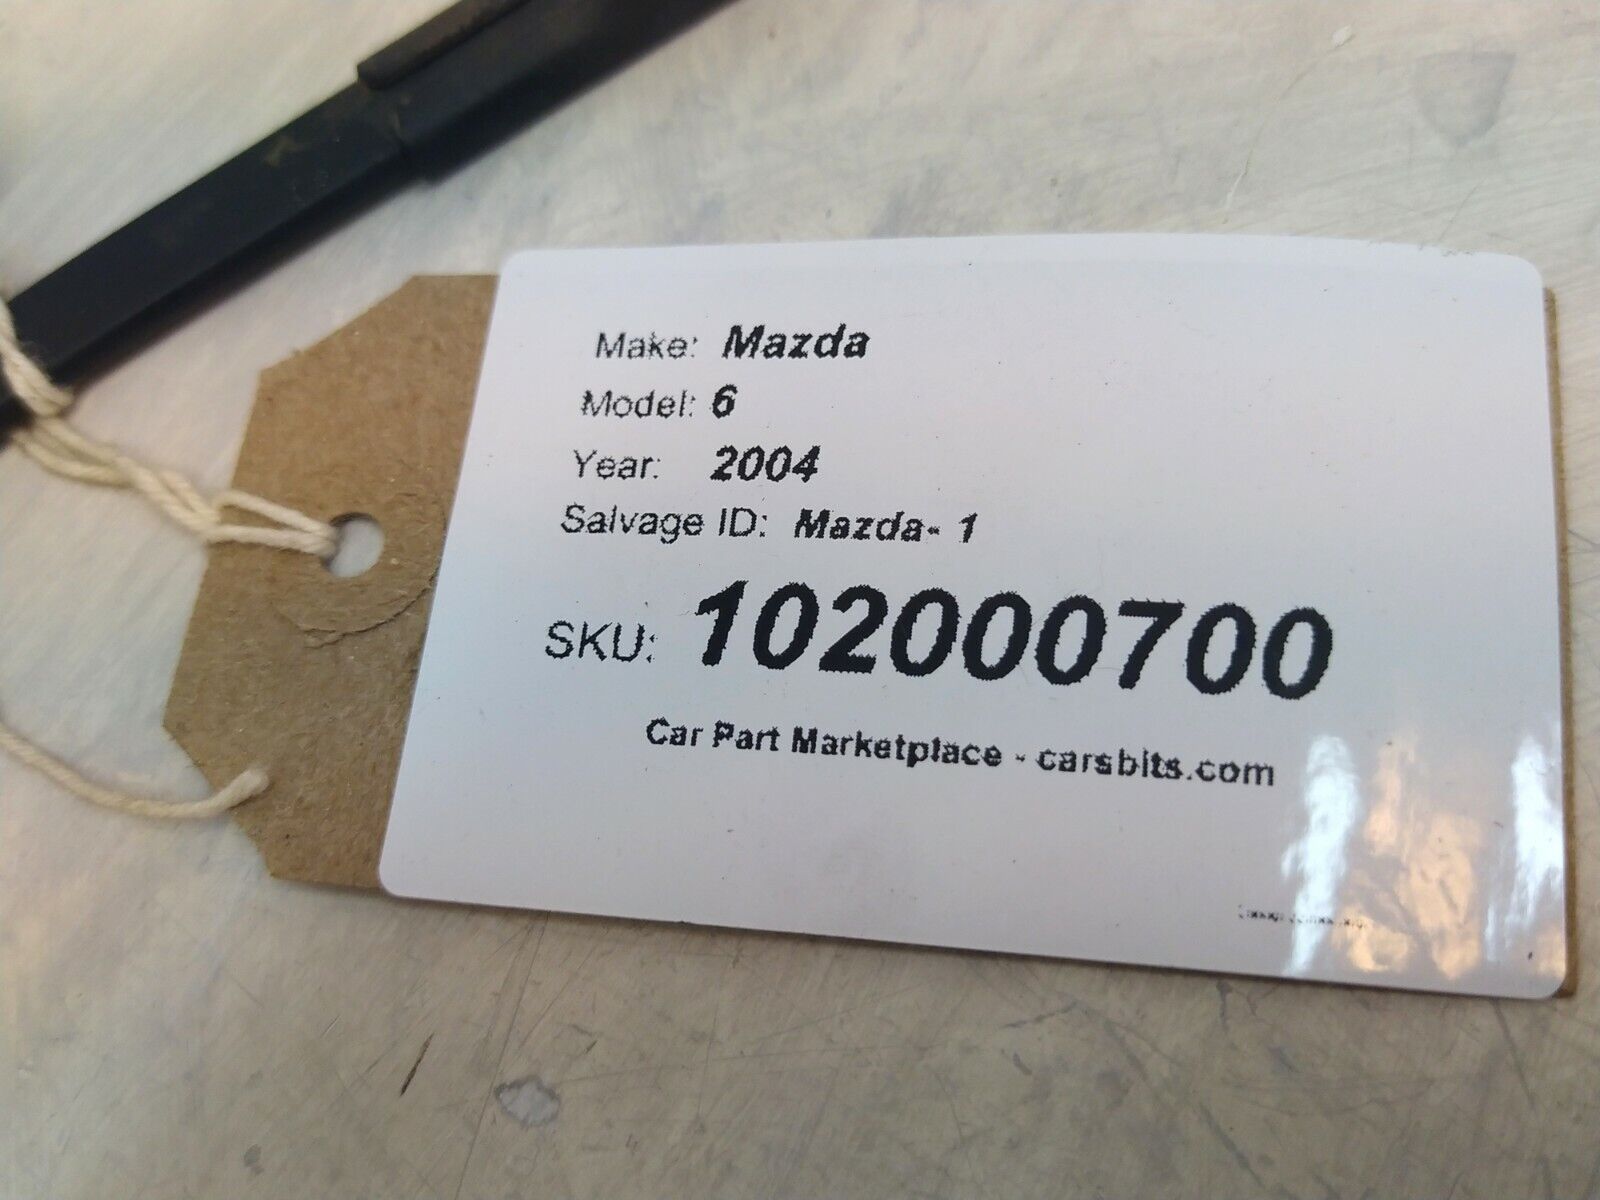 Make: Mazda
Model: 6
Year: 2004
Salvage ID: Mazda- 1
SKU: 102000700
Car Part Marketplace - carsbits.com